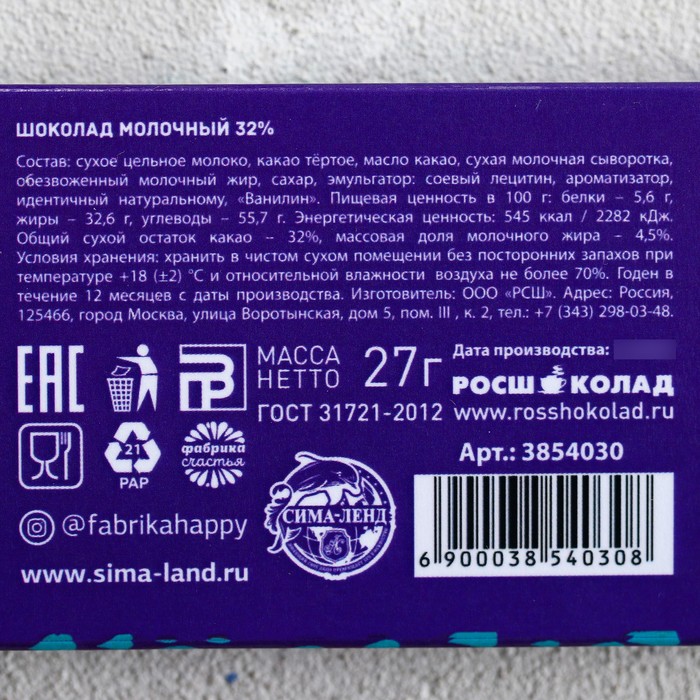 ШОКОЛАД МОЛОЧНЫЙ 32%
Состав: сухое цельное молоко, какао тёртое, масло какао, сухая молочная сыворотка,
обезвоженный молочный жир, сахар, эмульгатор: соевый лецитин, ароматизатор,
идентичный натуральному, «Ванилин». Пищевая ценность в 100 г: белки – 5,6 г,
жиры – 32,6 г, углеводы – 55,7 г. Энергетическая ценность: 545 ккал / 2282 кДж.
Общий сухой остаток какао – 32%, массовая доля молочного жира – 4,5%.
Условия хранения: хранить в чистом сухом помещении без посторонних запахов при
температуре +18 (±2) °С и относительной влажности воздуха не более 70%. Годен в
течение 12 месяцев с даты производства. Изготовитель: ООО «РСШ». Адрес: Россия,
125466, город Москва, улица Воротынская, дом 5, пом. III , к. 2, тел.: +7 (343) 298-03-48.
ЕАС
МАССА
НЕТТО 27г
ГОСТ 31721-2012
Дата производства:
РОСШОКОЛАД
www.rosshokolad.ru
21
PAP
фабрика
счастья
СИМА-ЛЕНД
Арт.: 3854030
6 900038 540308
@fabrikahappy
www.sima-land.ru